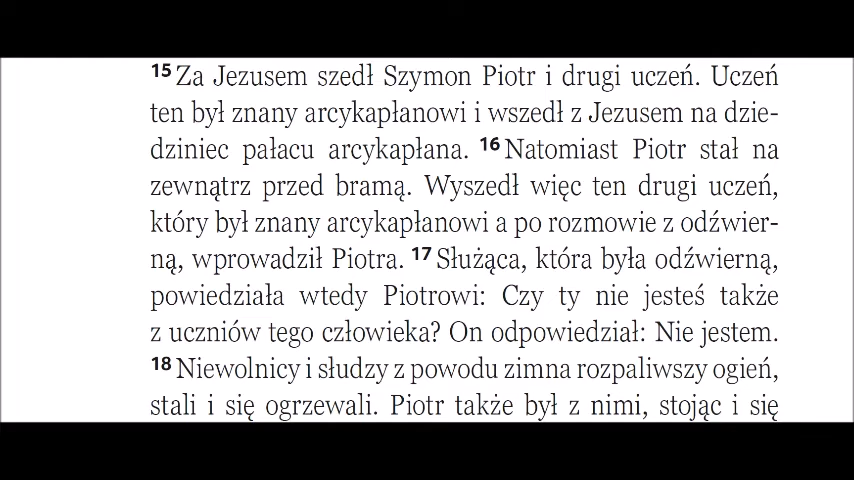 15 Za Jezusem szedł Szymon Piotr i drugi uczeń. Uczeń
ten był znany arcykapłanowi i wszedł z Jezusem na dzie-
dziniec pałacu arcykapłana. 16 Natomiast Piotr stał na
zewnątrz przed bramą. Wyszedł więc ten drugi uczeń,
który był znany arcykapłanowi a po rozmowie z odźwier-
ną, wprowadził Piotra. 17 Służąca, która była odźwierną,
powiedziała wtedy Piotrowi: Czy ty nie jesteś także
z uczniów tego człowieka? On odpowiedział: Nie jestem.
18 Niewolnicy i słudzy z powodu zimna rozpaliwszy ogień,
stali i się ogrzewali. Piotr także był z nimi, stojąc i się